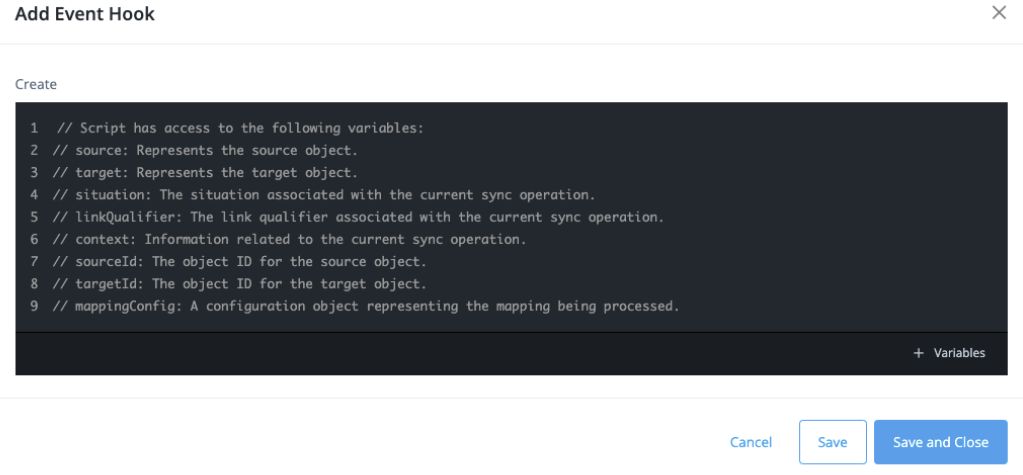 Add Event Hook
Create
1 // Script has access to the following variables:
2 // source: Represents the source object.
3 // target: Represents the target object.
4 // situation: The situation associated with the current sync operation.
5 // linkQualifier: The link qualifier associated with the current sync operation.
6 // context: Information related to the current sync operation.
7 // sourceId: The object ID for the source object.
8 // targetId: The object ID for the target object.
9 // mappingConfig: A configuration object representing the mapping being processed.
+ Variables
Cancel Save Save and Close